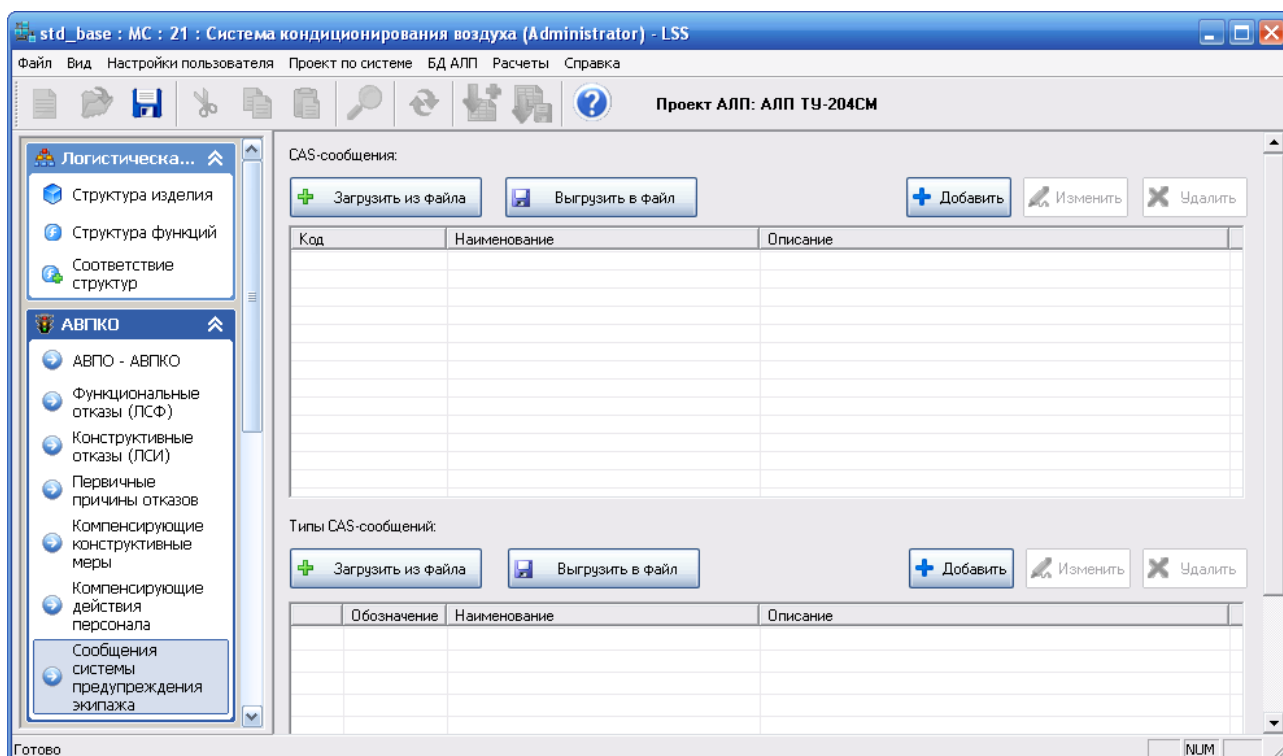 std_base : МС : 21 : Система кондиционирования воздуха (Administrator) - LSS
Файл Вид Настройки пользователя Проект по системе БД АЛП Расчеты Справка
Проект АЛП: АЛП ТУ-204СМ
Логистическа...
Структура изделия
Структура функций
Соответствие
структур
АВПКО
АВПО - АВПКО
Функциональные
отказы (ЛСФ)
Конструктивные
отказы (ЛСИ)
Первичные
причины отказов
Компенсирующие
конструктивные
меры
Компенсирующие
действия
персонала
Сообщения
системы
предупреждения
экипажа
CAS-сообщения:
Загрузить из файла Выгрузить в файл Добавить Изменить Удалить
Код Наименование Описание
Типы CAS-сообщений:
Загрузить из файла Выгрузить в файл Добавить Изменить Удалить
Обозначение Наименование Описание
Готово NUM